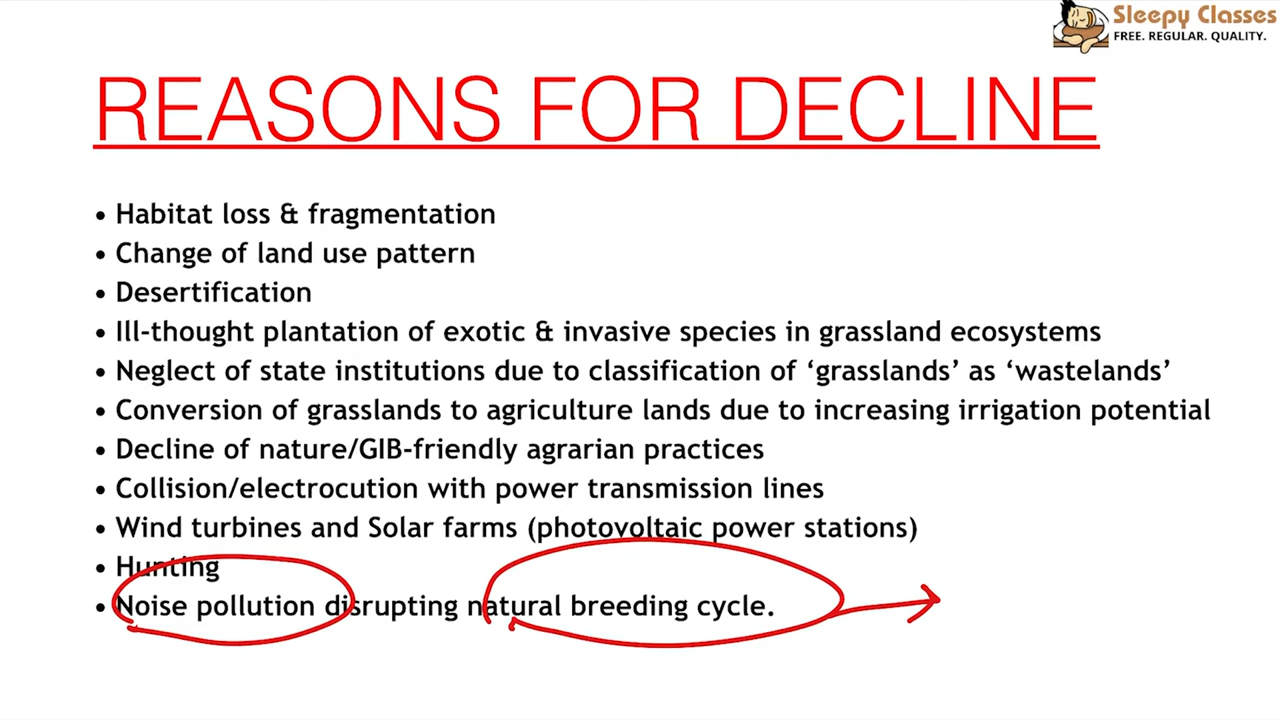 Sleepy Classes
FREE. REGULAR. QUALITY.
REASONS FOR DECLINE
• Habitat loss & fragmentation
• Change of land use pattern
• Desertification
• Ill-thought plantation of exotic & invasive species in grassland ecosystems
• Neglect of state institutions due to classification of ‘grasslands’ as ‘wastelands’
• Conversion of grasslands to agriculture lands due to increasing irrigation potential
• Decline of nature/GIB-friendly agrarian practices
• Collision/electrocution with power transmission lines
• Wind turbines and Solar farms (photovoltaic power stations)
• Hunting
• Noise pollution disrupting natural breeding cycle.